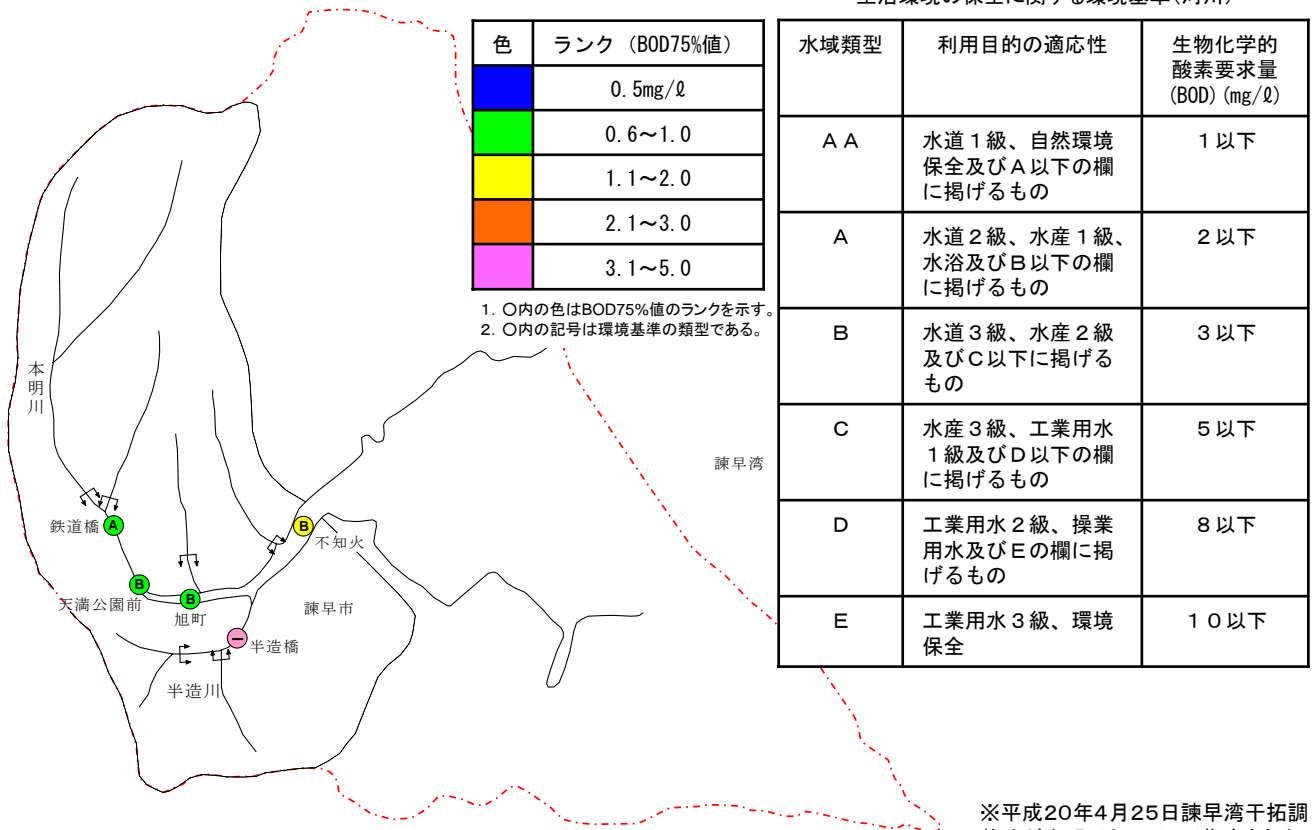 色 ランク (BOD75%値)
0.5mg/ℓ
0.6～1.0
1.1～2.0
2.1～3.0
3.1～5.0
1. ○内の色はBOD75%値のランクを示す。
2. ○内の記号は環境基準の類型である。
水域類型 利用目的の適応性 生物化学的
酸素要求量
(BOD)(mg/ℓ)
ＡＡ 水道１級、自然環境 １以下
保全及びＡ以下の欄
に掲げるもの
Ａ 水道２級、水産１級、 ２以下
水浴及びＢ以下の欄
に掲げるもの
Ｂ 水道３級、水産２級 ３以下
及びＣ以下に掲げる
もの
Ｃ 水産３級、工業用水 ５以下
１級及びＤ以下の欄
に掲げるもの
Ｄ 工業用水２級、操業 ８以下
用水及びＥの欄に掲
げるもの
Ｅ 工業用水３級、環境 １０以下
保全
本明川
諫早湾
鉄道橋 A
B 不知火
B
天満公園前
B
旭町
諫早市
－ 半造橋
半造川
※平成20年4月25日諫早湾干拓調